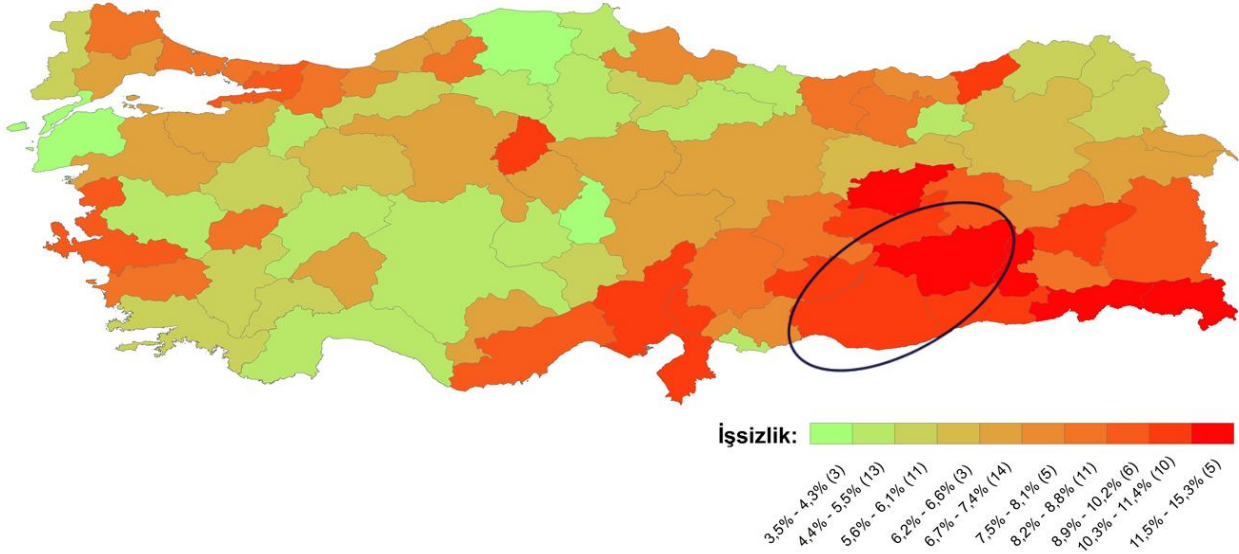 İşsizlik:
3,5% - 4,3% (3)
4,4% - 5,5% (13)
5,6% - 6,1% (11)
6,2% - 6,6% (3)
6,7% - 7,4% (14)
7,5% - 8,1% (5)
8,2% - 8,8% (11)
8,9% - 10,2% (6)
10,3% - 11,4% (10)
11,5% - 15,3% (5)